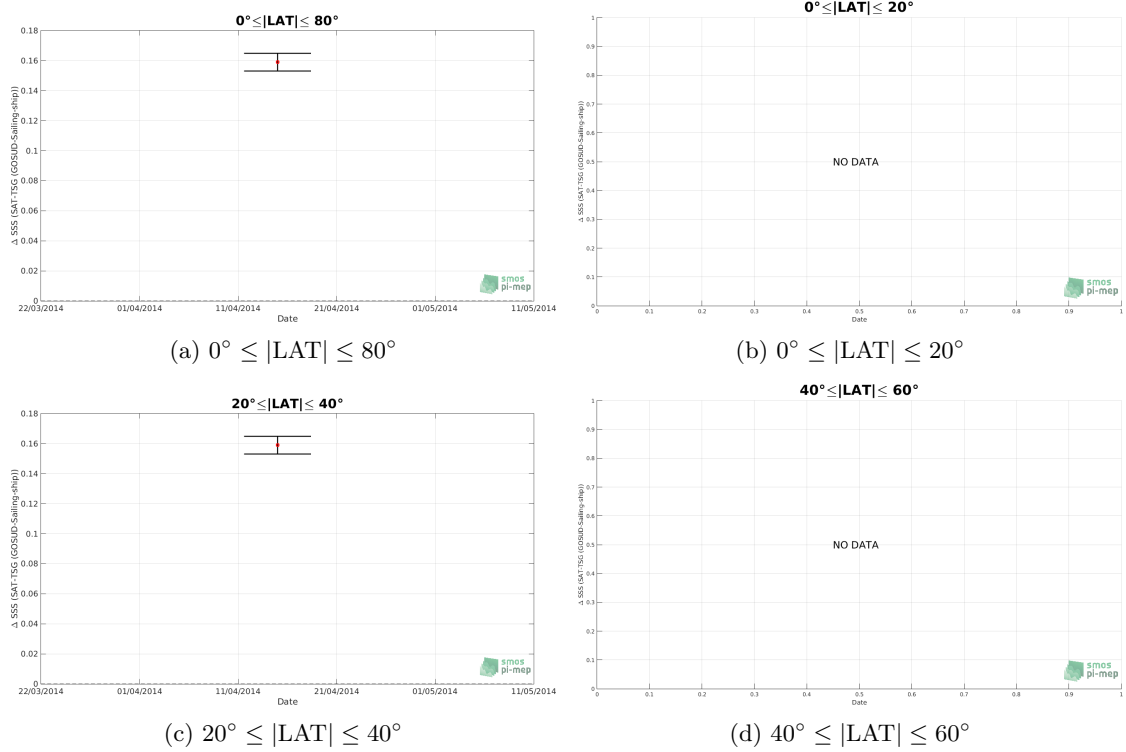 0°≤|LAT|≤ 80°
Δ SSS (SAT-TSG (GOSUD-Sailing-ship))
0.18
0.16
0.14
0.12
0.1
0.08
0.06
0.04
0.02
0
22/03/2014 01/04/2014 11/04/2014 21/04/2014 01/05/2014 11/05/2014
Date
smos
pi-mep
(a) 0° ≤ |LAT| ≤ 80°
0°≤|LAT|≤ 20°
Δ SSS (SAT-TSG (GOSUD-Sailing-ship))
1
0.9
0.8
0.7
0.6
0.5
0.4
0.3
0.2
0.1
0
NO DATA
0 0.1 0.2 0.3 0.4 0.5 0.6 0.7 0.8 0.9 1
Date
smos
pi-mep
(b) 0° ≤ |LAT| ≤ 20°
20°≤|LAT|≤ 40°
Δ SSS (SAT-TSG (GOSUD-Sailing-ship))
0.18
0.16
0.14
0.12
0.1
0.08
0.06
0.04
0.02
0
22/03/2014 01/04/2014 11/04/2014 21/04/2014 01/05/2014 11/05/2014
Date
smos
pi-mep
(c) 20° ≤ |LAT| ≤ 40°
40°≤|LAT|≤ 60°
Δ SSS (SAT-TSG (GOSUD-Sailing-ship))
1
0.9
0.8
0.7
0.6
0.5
0.4
0.3
0.2
0.1
0
NO DATA
0 0.1 0.2 0.3 0.4 0.5 0.6 0.7 0.8 0.9 1
Date
smos
pi-mep
(d) 40° ≤ |LAT| ≤ 60°